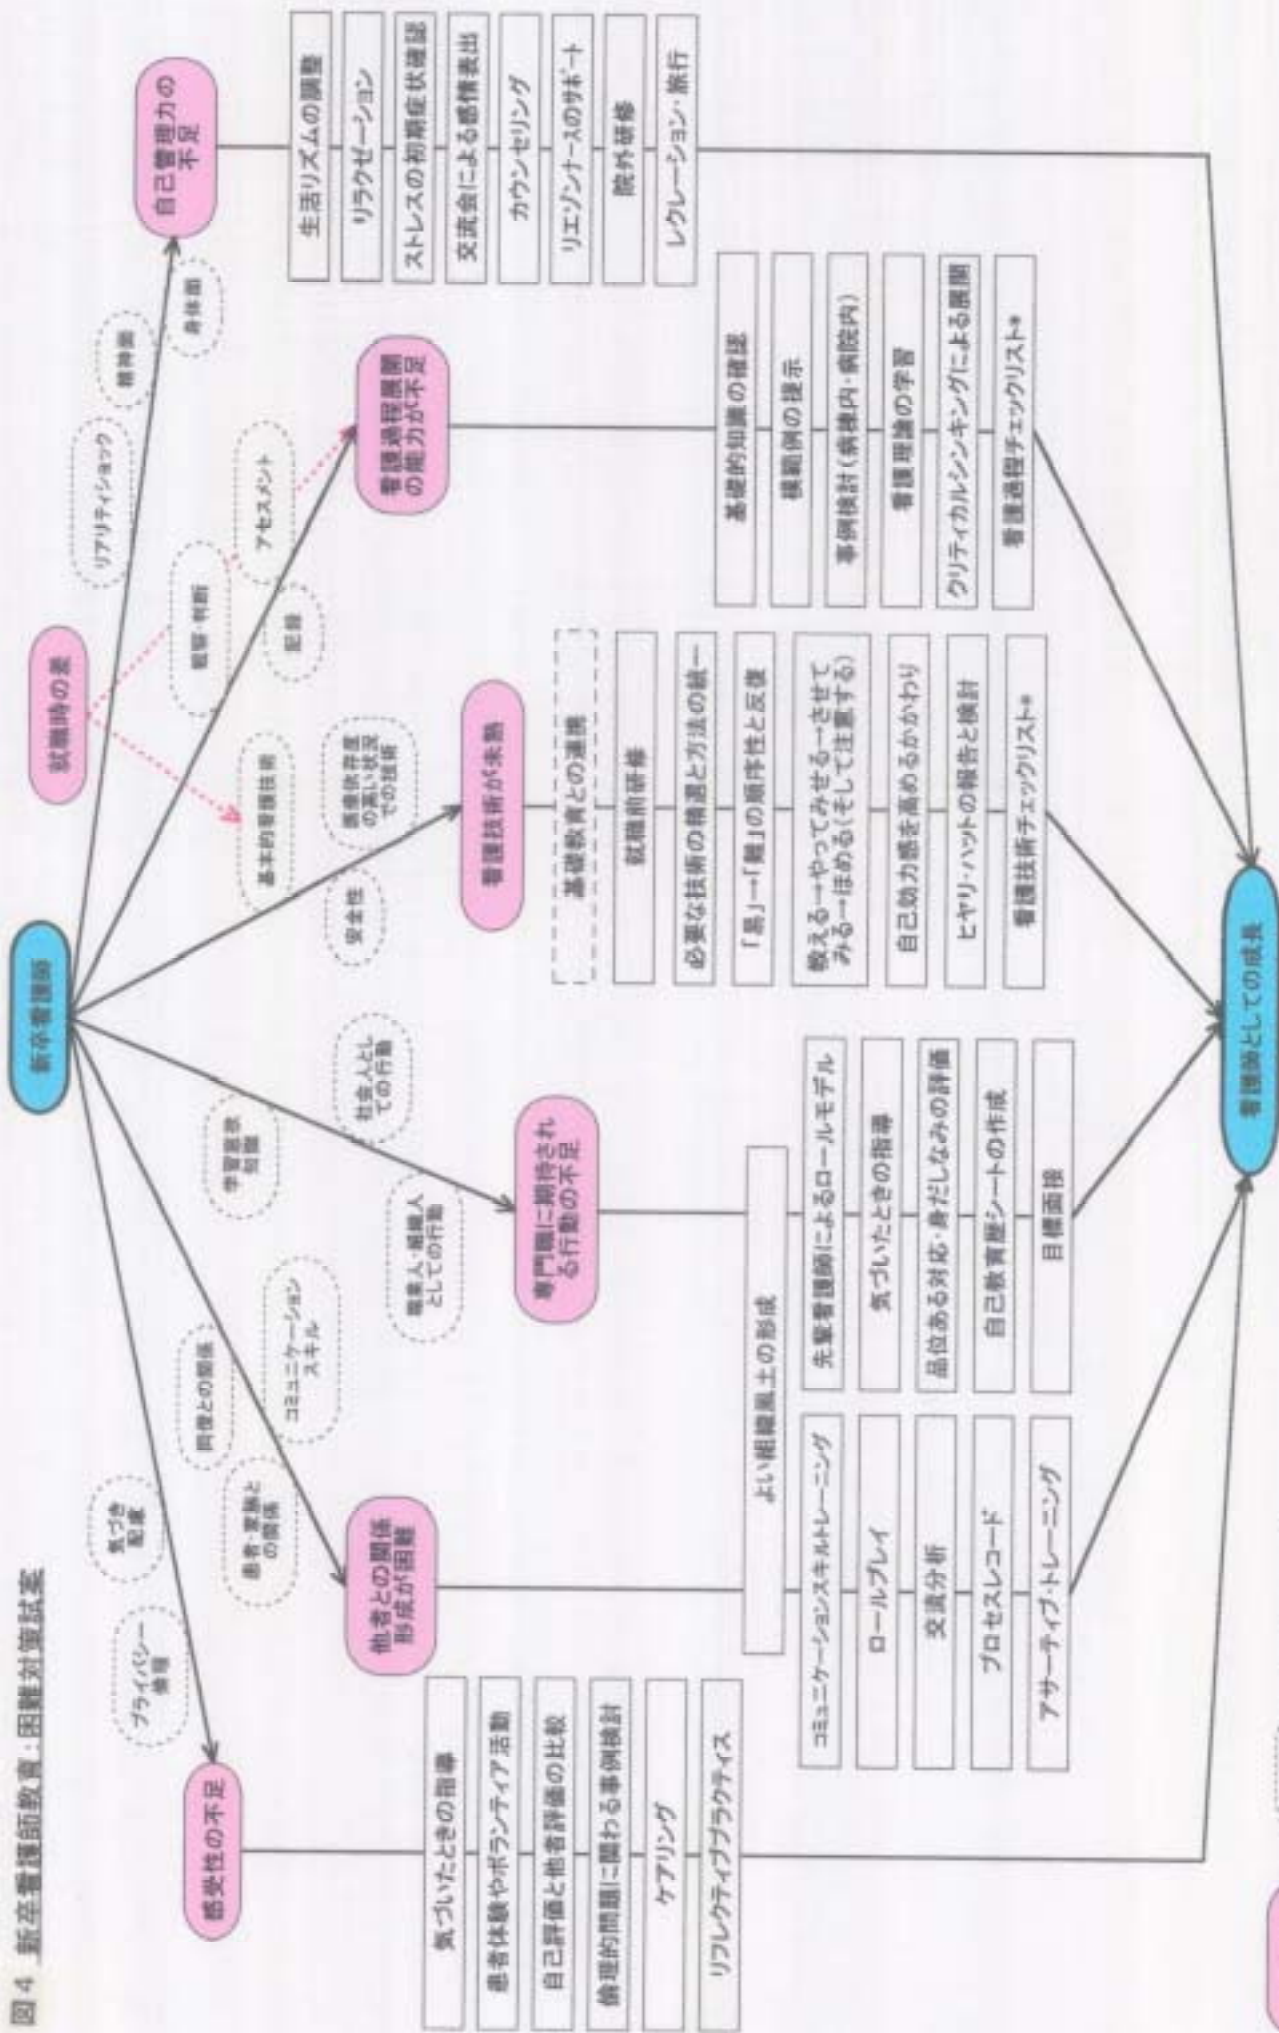 図4 新卒看護師教育：困難対策試案
新卒看護師
就職時の差
プライバシー
倫理
気づき
配慮
同僚との関係
患者・家族と
の関係
コミュニケーション
スキル
学習意欲
知識
社会人とし
ての行動
職業人・組織人
としての行動
基本的看護技術
安全性
医療依存度
の高い状況
での技術
観察・判断
アセスメント
記録
リアリティショック
精神面
身体面
感受性の不足
気づいたときの指導
患者体験やボランティア活動
自己評価と他者評価の比較
倫理的問題に関わる事例検討
ケアリング
リフレクティブプラクティス
他者との関係
形成が困難
専門職に期待され
る行動の不足
よい組織風土の形成
コミュニケーションスキルトレーニング
ロールプレイ
交流分析
プロセスレコード
アサーティブ・トレーニング
先輩看護師によるロールモデル
気づいたときの指導
品位ある対応・身だしなみの評価
自己教育歴シートの作成
目標面接
看護技術が未熟
基礎教育との連携
就職前研修
必要な技術の精選と方法の統一
「易」→「難」の順序性と反復
教える→やってみせる→させて
みる→ほめる(そして注意する)
自己効力感を高めるかかわり
ヒヤリ・ハットの報告と検討
看護技術チェックリスト*
看護過程展開
の能力が不足
基礎的知識の確認
模範例の提示
事例検討(病棟内・病院内)
看護理論の学習
クリティカルシンキングによる展開
看護過程チェックリスト*
自己管理力の
不足
生活リズムの調整
リラクゼーション
ストレスの初期症状確認
交流会による感情表出
カウンセリング
リエゾンナースのサポート
院外研修
レクレーション・旅行
看護師としての成長